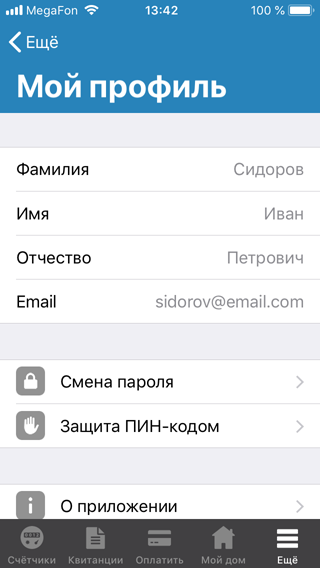 MegaFon 13:42 100 %
Ещё
Мой профиль
Фамилия Сидоров
Имя Иван
Отчество Петрович
Email sidorov@email.com
Смена пароля
Защита ПИН-кодом
О приложении
Счётчики Квитанции Оплатить Мой дом Ещё